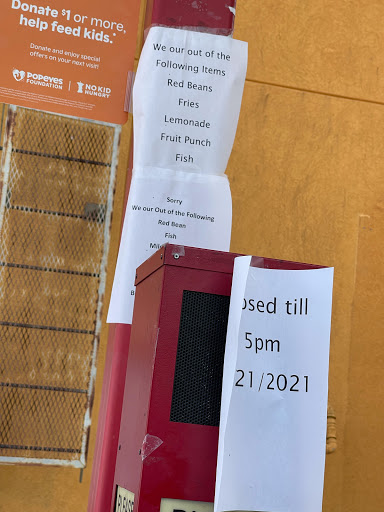 Donate $1 or more,
help feed kids.*
Donate and enjoy special
offers on your next visit!
POPEYES
FOUNDATION
NO KID
HUNGRY
We our out of the
Following Items
Red Beans
Fries
Lemonade
Fruit Punch
Fish
Sorry
We our Out of the Following
Red Bean
Fish
osed till
5pm
21/2021
PLEASE